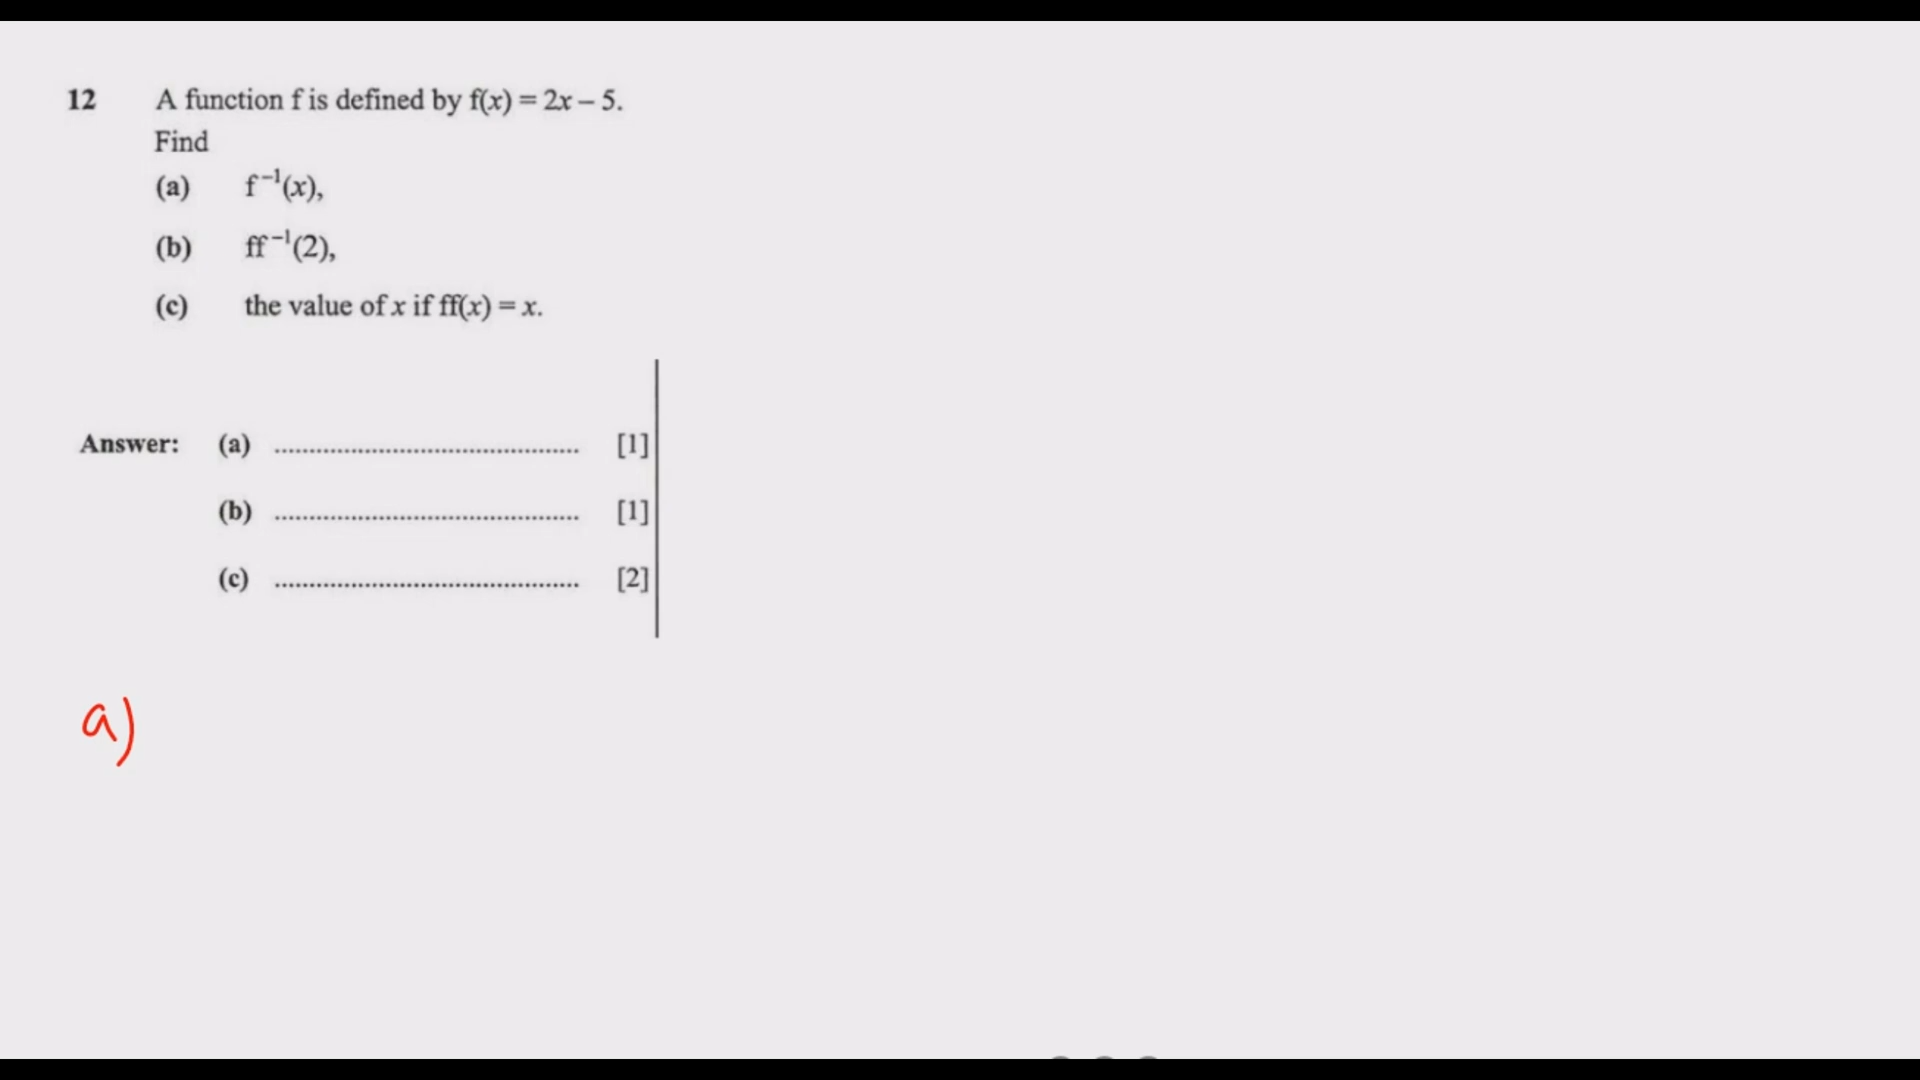 12 A function f is defined by f(x) = 2x – 5.
Find
(a) f⁻¹(x),
(b) ff⁻¹(2),
(c) the value of x if ff(x) = x.
Answer: (a) ............................................ [1]
(b) ............................................ [1]
(c) ............................................ [2]
a)